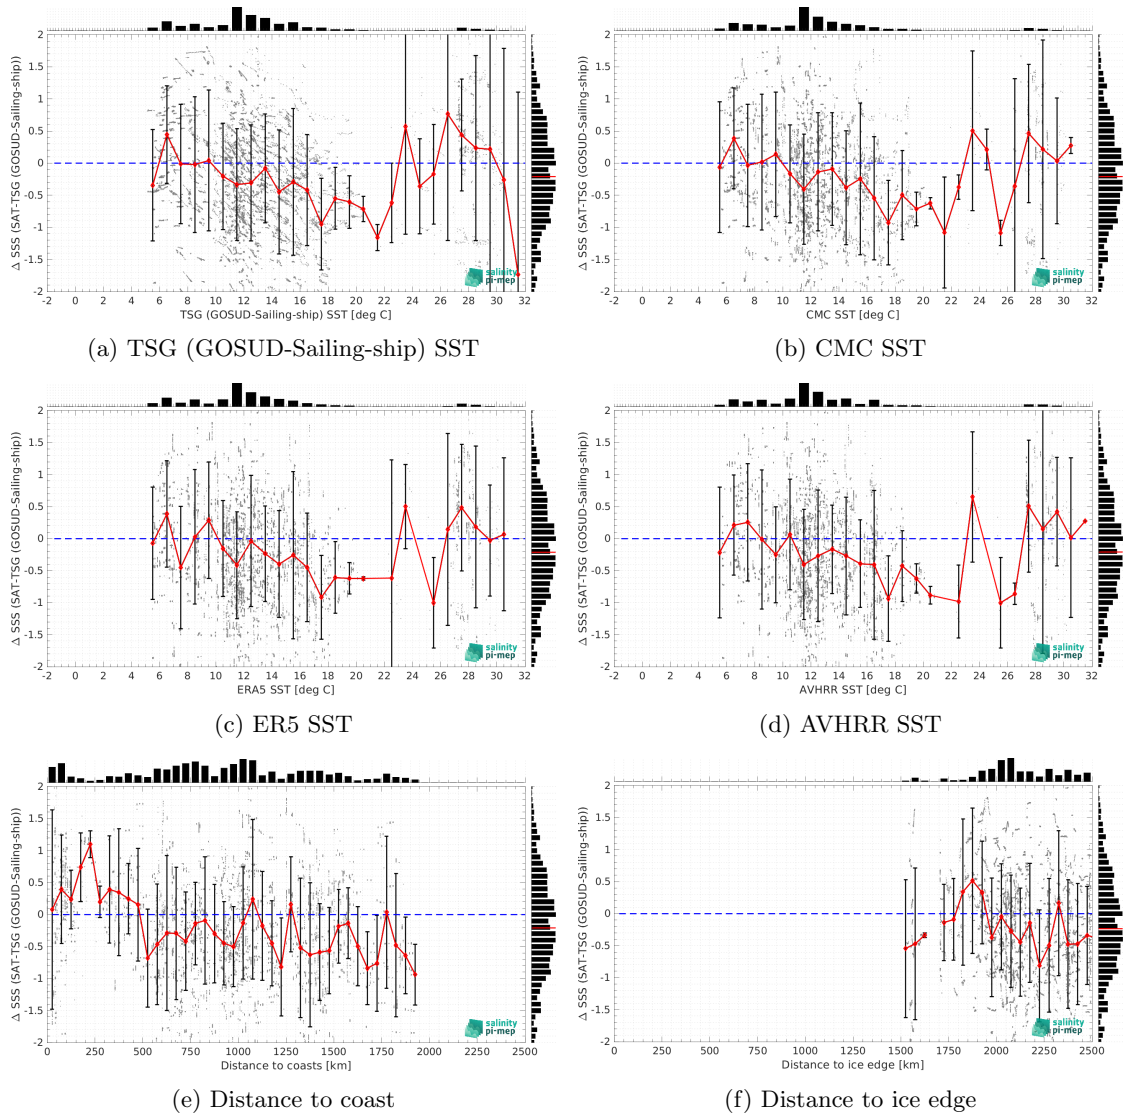 2
1.5
1
0.5
0
-0.5
-1
-1.5
-2
Δ SSS (SAT-TSG (GOSUD-Sailing-ship))
-2 0 2 4 6 8 10 12 14 16 18 20 22 24 26 28 30 32
TSG (GOSUD-Sailing-ship) SST [deg C]
salinity
pi-mep
(a) TSG (GOSUD-Sailing-ship) SST
2
1.5
1
0.5
0
-0.5
-1
-1.5
-2
Δ SSS (SAT-TSG (GOSUD-Sailing-ship))
-2 0 2 4 6 8 10 12 14 16 18 20 22 24 26 28 30 32
CMC SST [deg C]
salinity
pi-mep
(b) CMC SST
2
1.5
1
0.5
0
-0.5
-1
-1.5
-2
Δ SSS (SAT-TSG (GOSUD-Sailing-ship))
-2 0 2 4 6 8 10 12 14 16 18 20 22 24 26 28 30 32
ERA5 SST [deg C]
salinity
pi-mep
(c) ER5 SST
2
1.5
1
0.5
0
-0.5
-1
-1.5
-2
Δ SSS (SAT-TSG (GOSUD-Sailing-ship))
-2 0 2 4 6 8 10 12 14 16 18 20 22 24 26 28 30 32
AVHRR SST [deg C]
salinity
pi-mep
(d) AVHRR SST
2
1.5
1
0.5
0
-0.5
-1
-1.5
-2
Δ SSS (SAT-TSG (GOSUD-Sailing-ship))
0 250 500 750 1000 1250 1500 1750 2000 2250 2500
Distance to coasts [km]
salinity
pi-mep
(e) Distance to coast
2
1.5
1
0.5
0
-0.5
-1
-1.5
-2
Δ SSS (SAT-TSG (GOSUD-Sailing-ship))
0 250 500 750 1000 1250 1500 1750 2000 2250 2500
Distance to ice edge [km]
salinity
pi-mep
(f) Distance to ice edge